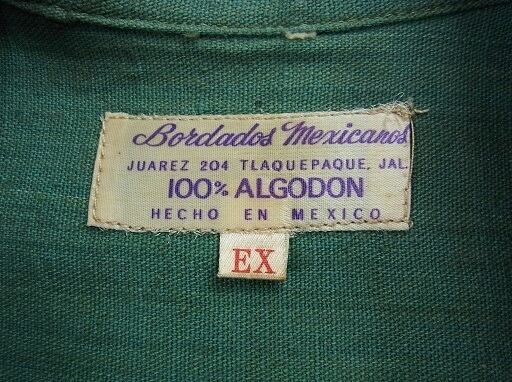 Bordados Mexicanos
JUAREZ 204 TLAQUEPAQUE, JAL.
100% ALGODON
HECHO EN MEXICO
EX